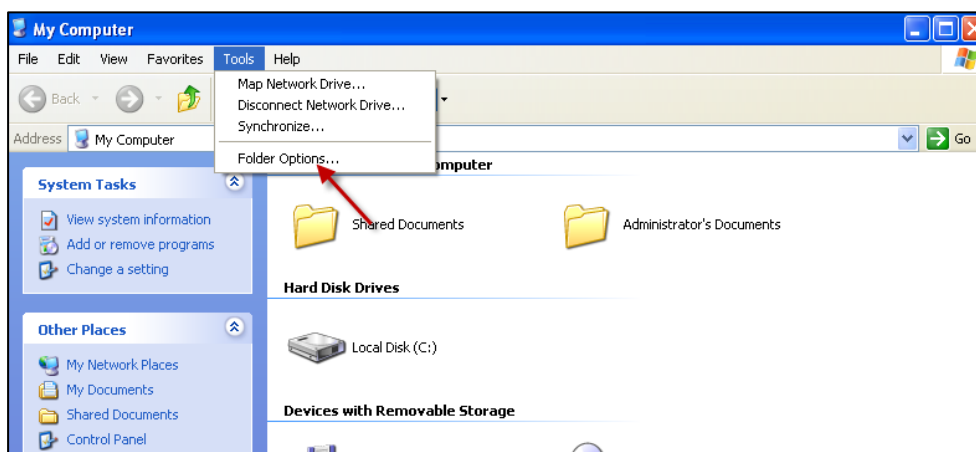 My Computer
File Edit View Favorites Tools Help
Map Network Drive...
Disconnect Network Drive...
Synchronize...
Folder Options...
Back
Address My Computer Go
System Tasks
View system information
Add or remove programs
Change a setting
Other Places
My Network Places
My Documents
Shared Documents
Control Panel
Shared Documents Administrator's Documents
Hard Disk Drives
Local Disk (C:)
Devices with Removable Storage